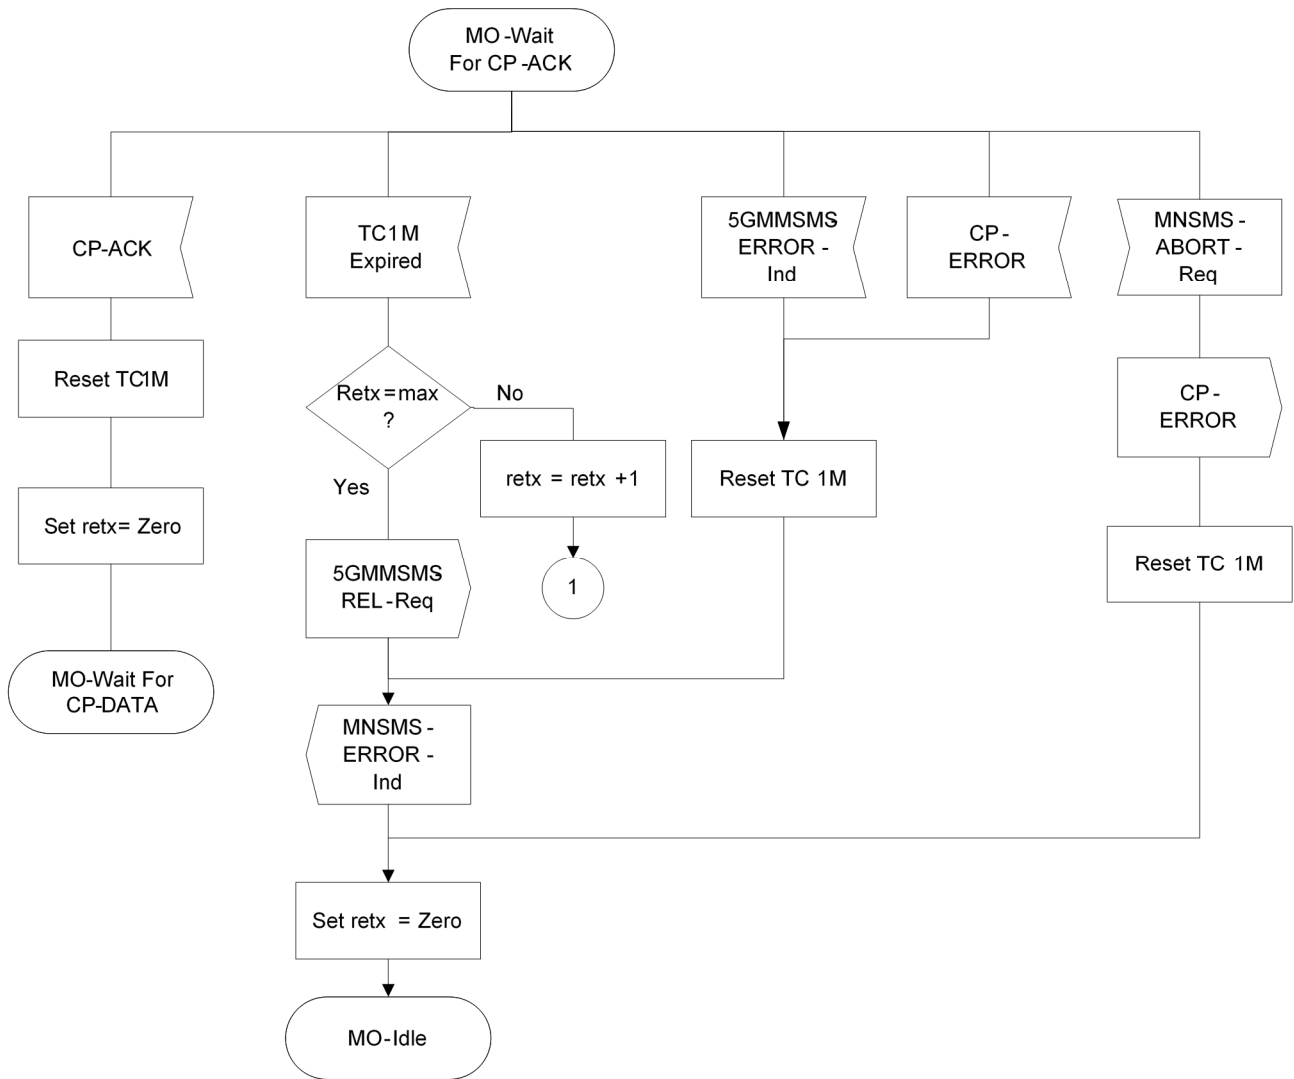 MO-Wait
For CP-ACK
CP-ACK
TC1M
Expired
5GMMSMS-
ERROR-
Ind
CP-
ERROR
MNSMS-
ABORT-
Req
Reset TC1M
Retx=max
?
No
Yes
CP-
ERROR
retx = retx +1
Reset TC 1M
Set retx= Zero
Reset TC 1M
5GMMSMS-
REL-Req
1
MO-Wait For
CP-DATA
MNSMS-
ERROR-
Ind
Set retx = Zero
MO-Idle